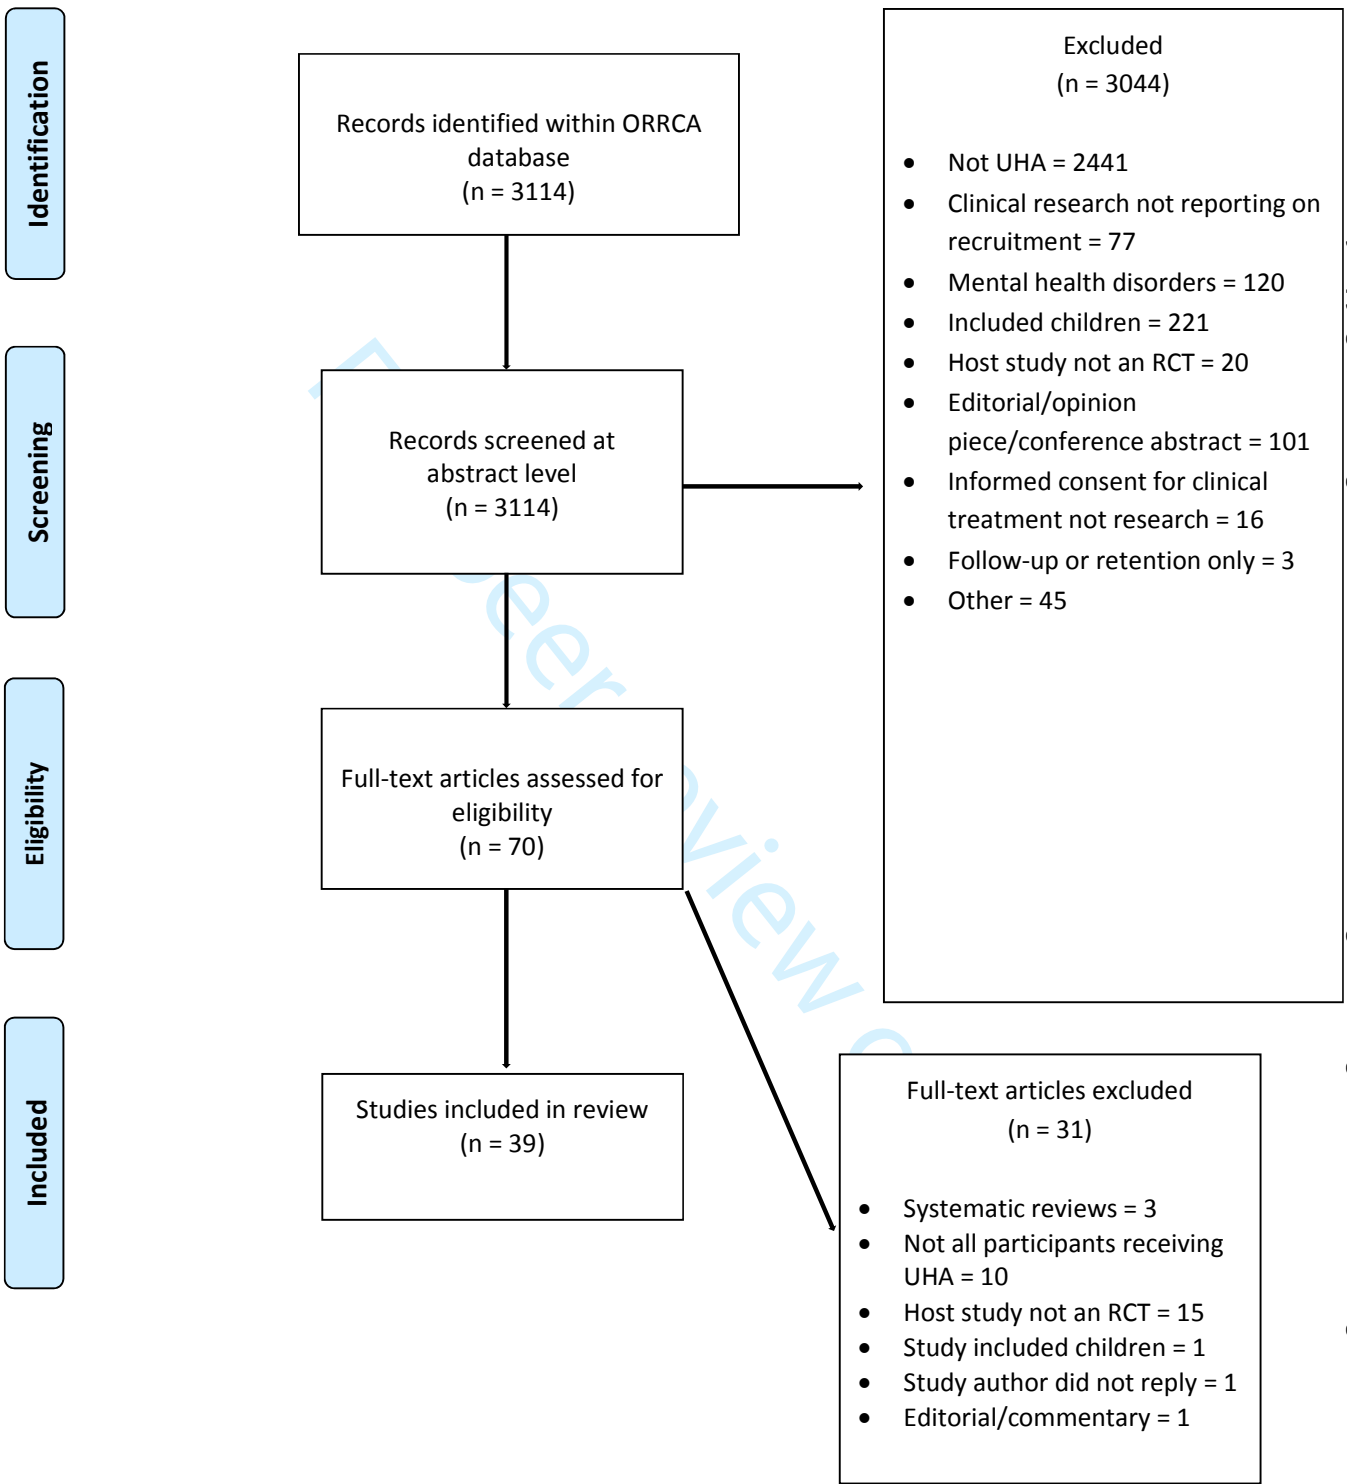 Identification
Records identified within ORRCA
database
(n = 3114)
Excluded
(n = 3044)
• Not UHA = 2441
• Clinical research not reporting on
recruitment = 77
• Mental health disorders = 120
• Included children = 221
• Host study not an RCT = 20
• Editorial/opinion
piece/conference abstract = 101
• Informed consent for clinical
treatment not research = 16
• Follow-up or retention only = 3
• Other = 45
Screening
Records screened at
abstract level
(n = 3114)
Eligibility
Full-text articles assessed for
eligibility
(n = 70)
Included
Studies included in review
(n = 39)
Full-text articles excluded
(n = 31)
• Systematic reviews = 3
• Not all participants receiving
UHA = 10
• Host study not an RCT = 15
• Study included children = 1
• Study author did not reply = 1
• Editorial/commentary = 1